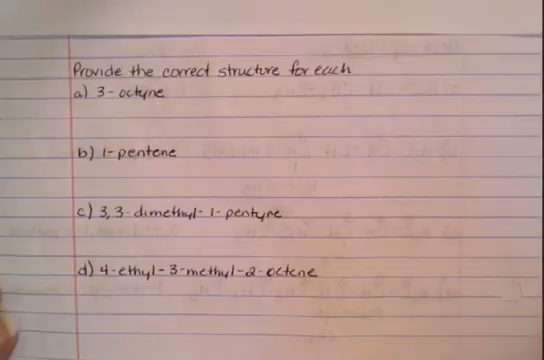 Provide the correct structure for each
a) 3-octyne
b) 1-pentene
c) 3,3-dimethyl-1-pentyne
d) 4-ethyl-3-methyl-2-octene